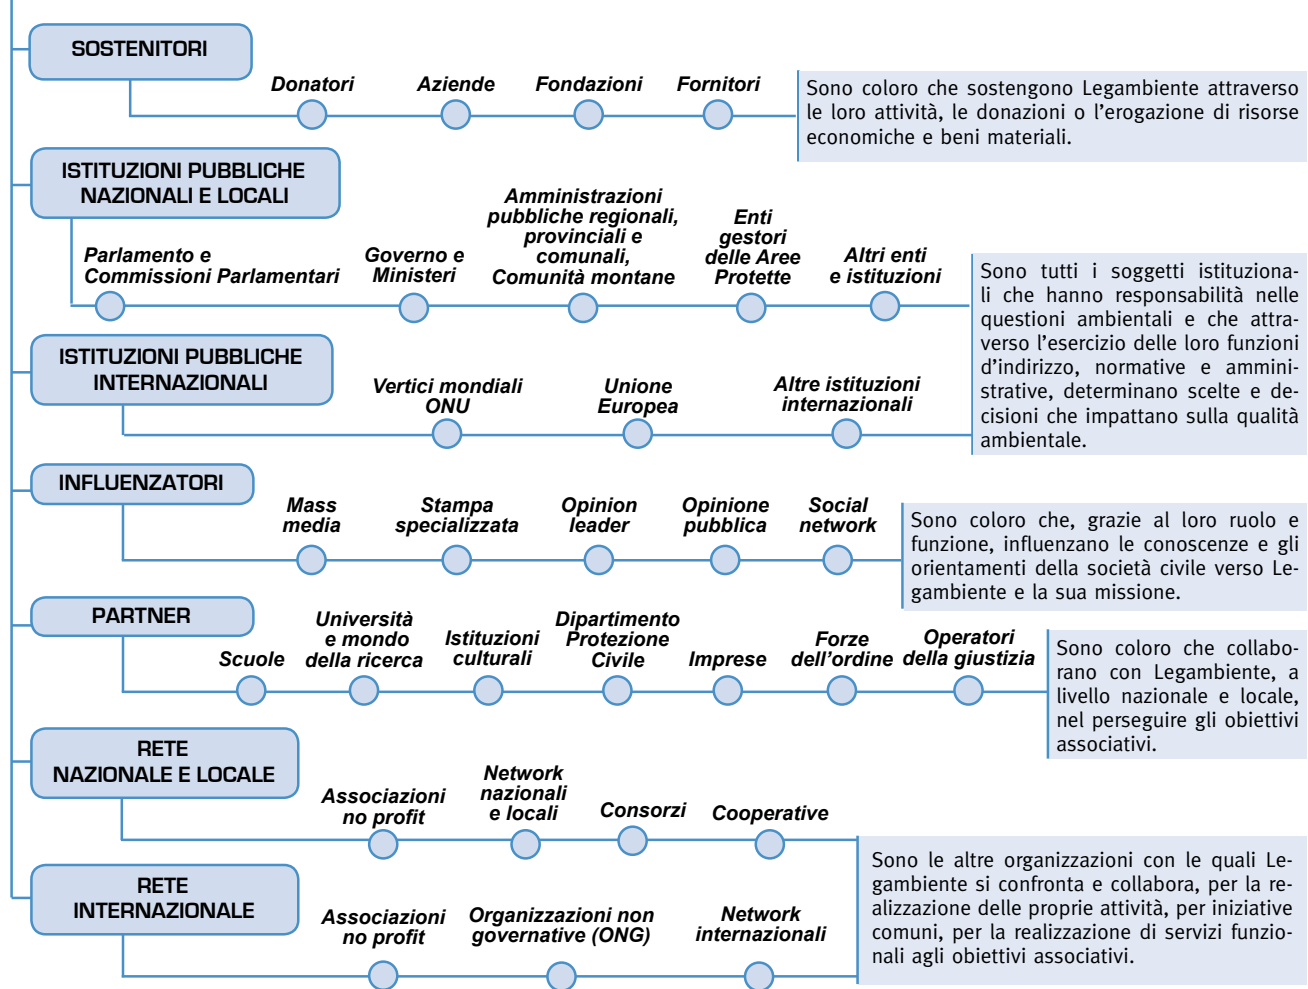 SOSTENITORI
Donatori
Aziende
Fondazioni
Fornitori
Sono coloro che sostengono Legambiente attraverso
le loro attività, le donazioni o l'erogazione di risorse
economiche e beni materiali.
ISTITUZIONI PUBBLICHE
NAZIONALI E LOCALI
Parlamento e
Commissioni Parlamentari
Governo e
Ministeri
Amministrazioni
pubbliche regionali,
provinciali e
comunali,
Comunità montane
Enti
gestori
delle Aree
Protette
Altri enti
e istituzioni
ISTITUZIONI PUBBLICHE
INTERNAZIONALI
Vertici mondiali
ONU
Unione
Europea
Altre istituzioni
internazionali
Sono tutti i soggetti istituziona-
li che hanno responsabilità nelle
questioni ambientali e che attra-
verso l'esercizio delle loro funzioni
d'indirizzo, normative e ammini-
strative, determinano scelte e de-
cisioni che impattano sulla qualità
ambientale.
INFLUENZATORI
Mass
media
Stampa
specializzata
Opinion
leader
Opinione
pubblica
Social
network
Sono coloro che, grazie al loro ruolo e
funzione, influenzano le conoscenze e gli
orientamenti della società civile verso Le-
gambiente e la sua missione.
PARTNER
Scuole
Università
e mondo
della ricerca
Istituzioni
culturali
Dipartimento
Protezione
Civile
Imprese
Forze
dell'ordine
Operatori
della giustizia
Sono coloro che collabo-
rano con Legambiente, a
livello nazionale e locale,
nel perseguire gli obiettivi
associativi.
RETE
NAZIONALE E LOCALE
Associazioni
no profit
Network
nazionali
e locali
Consorzi
Cooperative
RETE
INTERNAZIONALE
Associazioni
no profit
Organizzazioni non
governative (ONG)
Network
internazionali
Sono le altre organizzazioni con le quali Le-
gambiente si confronta e collabora, per la re-
alizzazione delle proprie attività, per iniziative
comuni, per la realizzazione di servizi funzio-
nali agli obiettivi associativi.